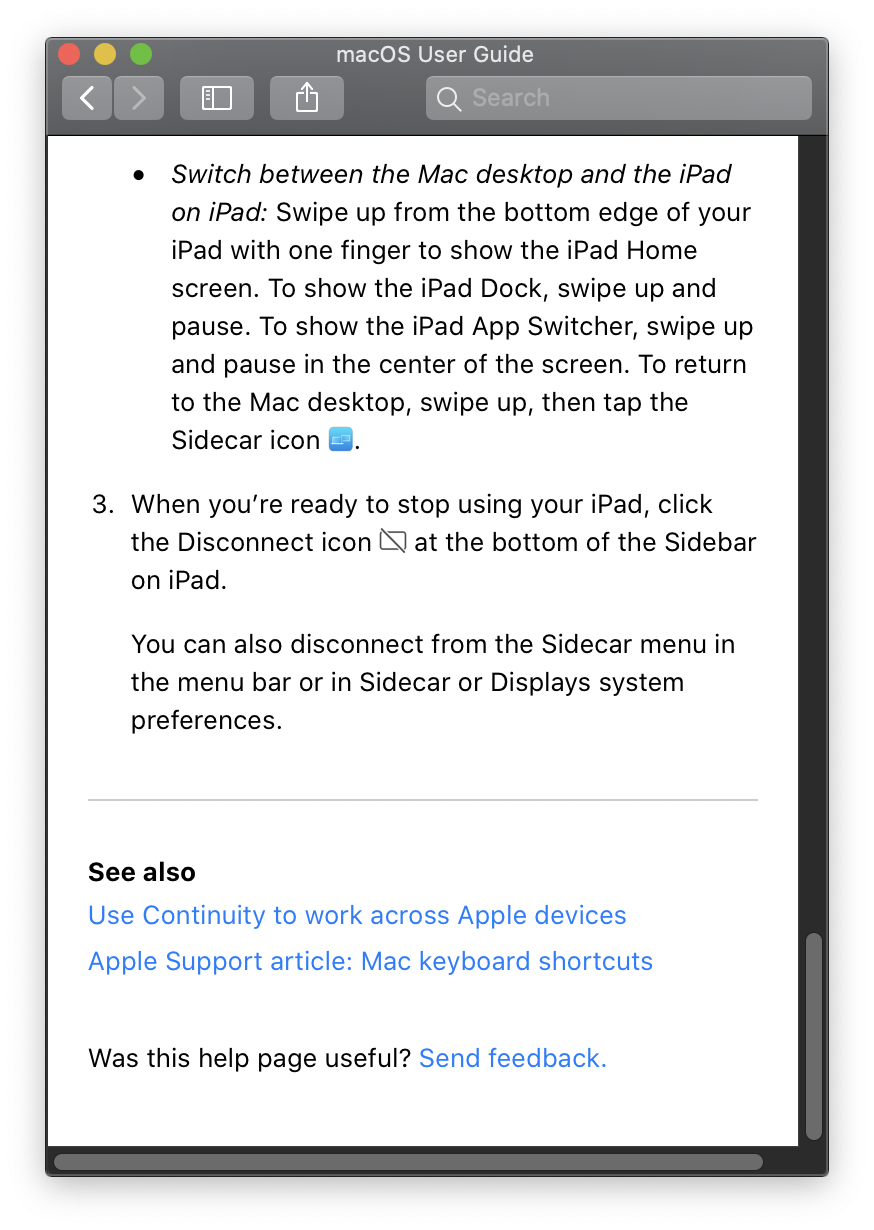 macOS User Guide
Search
• Switch between the Mac desktop and the iPad
on iPad: Swipe up from the bottom edge of your
iPad with one finger to show the iPad Home
screen. To show the iPad Dock, swipe up and
pause. To show the iPad App Switcher, swipe up
and pause in the center of the screen. To return
to the Mac desktop, swipe up, then tap the
Sidecar icon .
3. When you’re ready to stop using your iPad, click
the Disconnect icon at the bottom of the Sidebar
on iPad.
You can also disconnect from the Sidecar menu in
the menu bar or in Sidecar or Displays system
preferences.
See also
Use Continuity to work across Apple devices
Apple Support article: Mac keyboard shortcuts
Was this help page useful? Send feedback.